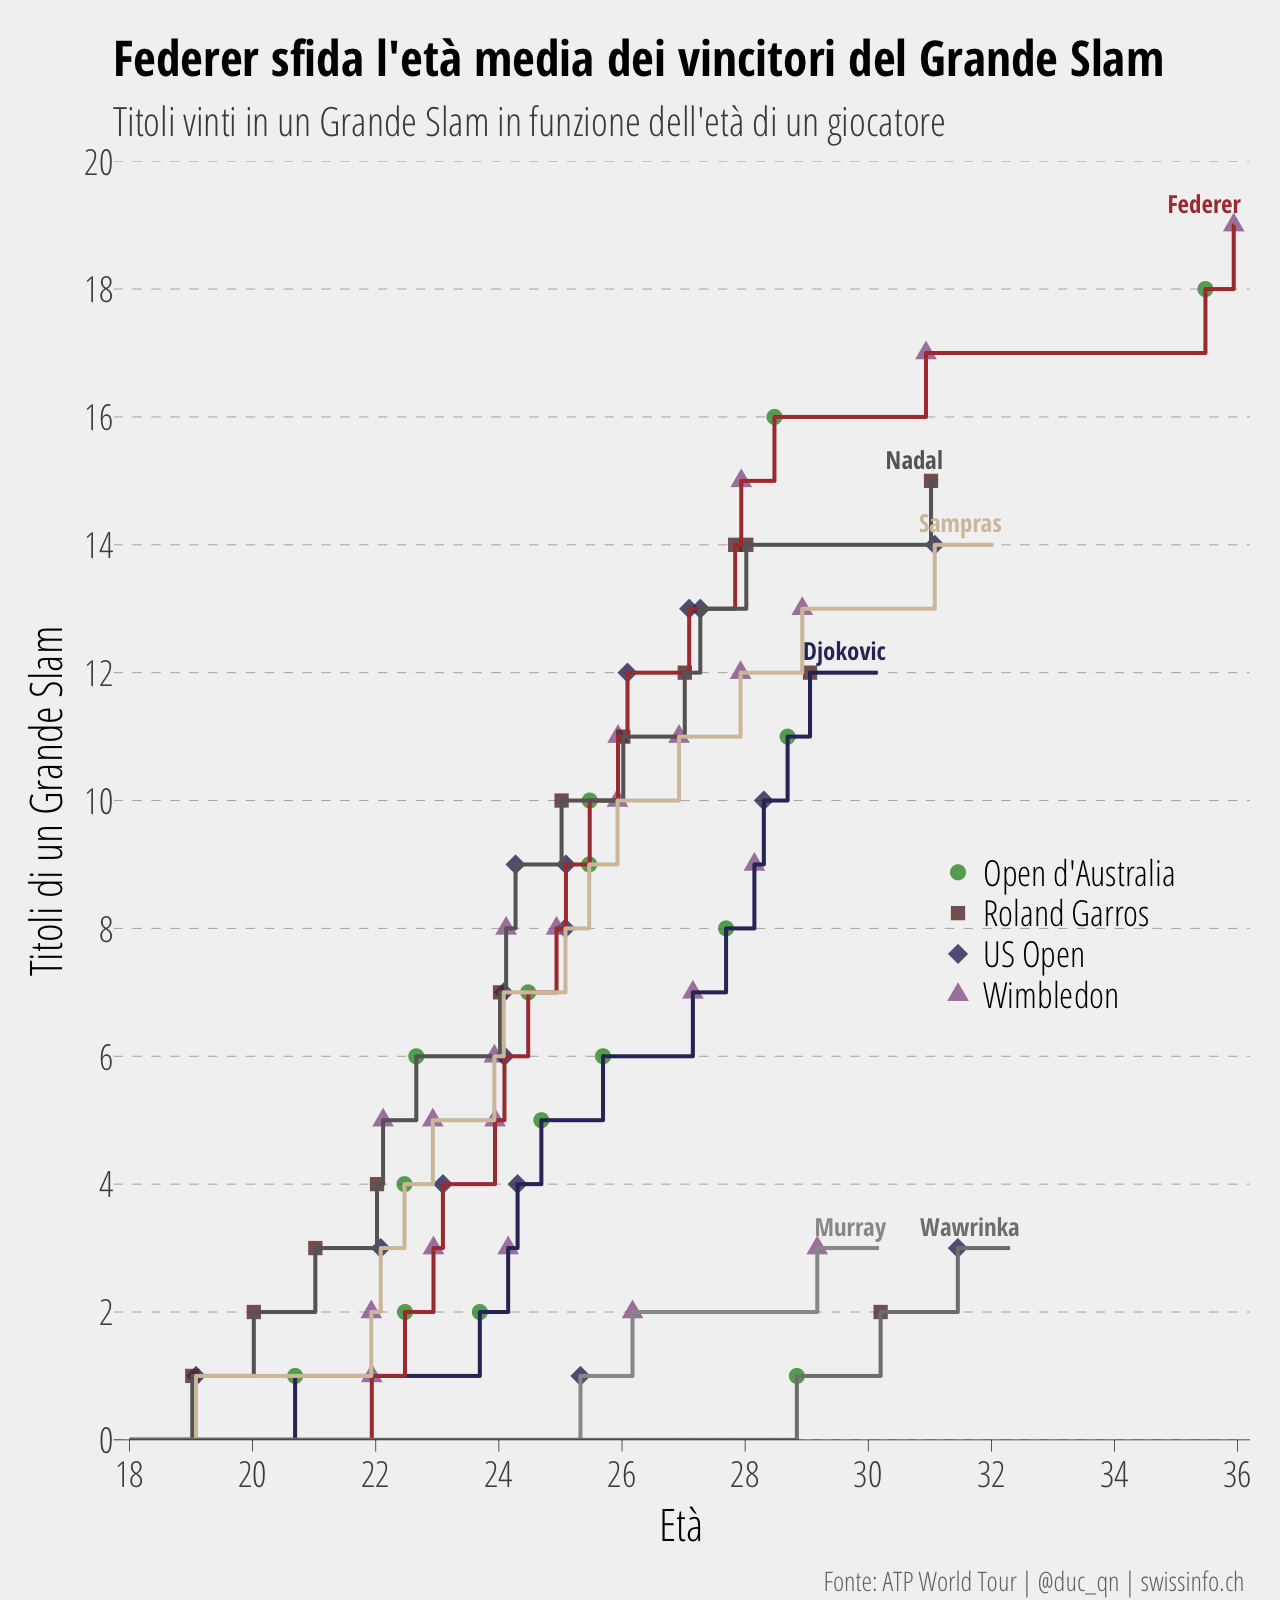 Federer sfida l'età media dei vincitori del Grande Slam
Titoli vinti in un Grande Slam in funzione dell'età di un giocatore
20
18
16
14
12
10
8
6
4
2
0
Titoli di un Grande Slam
Federer
Nadal
Sampras
Djokovic
Murray
Wawrinka
Open d'Australia
Roland Garros
US Open
Wimbledon
18 20 22 24 26 28 30 32 34 36
Età
Fonte: ATP World Tour | @duc_qn | swissinfo.ch